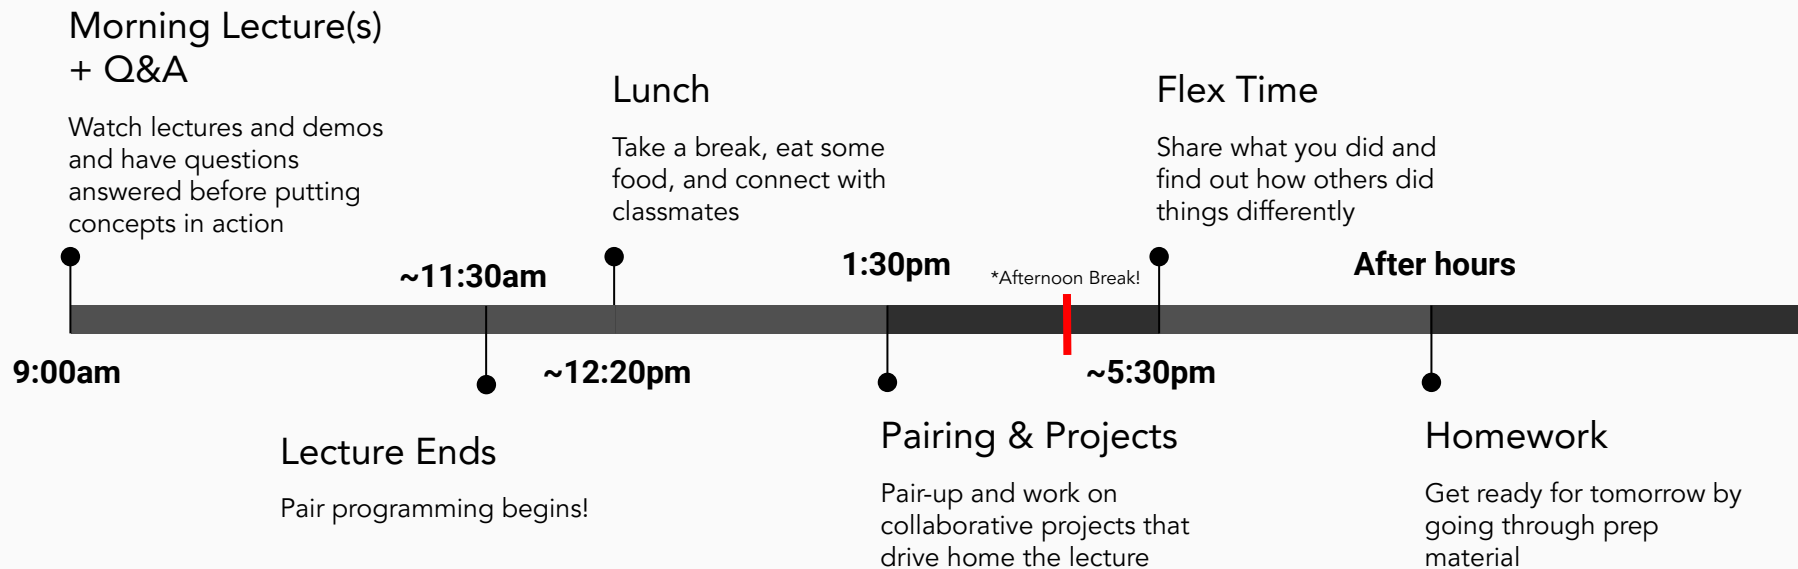 Morning Lecture(s)
+ Q&A
Watch lectures and demos
and have questions
answered before putting
concepts in action
Lunch
Take a break, eat some
food, and connect with
classmates
Flex Time
Share what you did and
find out how others did
things differently
~11:30am
1:30pm
*Afternoon Break!
After hours
9:00am
~12:20pm
~5:30pm
Lecture Ends
Pair programming begins!
Pairing & Projects
Pair-up and work on
collaborative projects that
drive home the lecture
Homework
Get ready for tomorrow by
going through prep
material